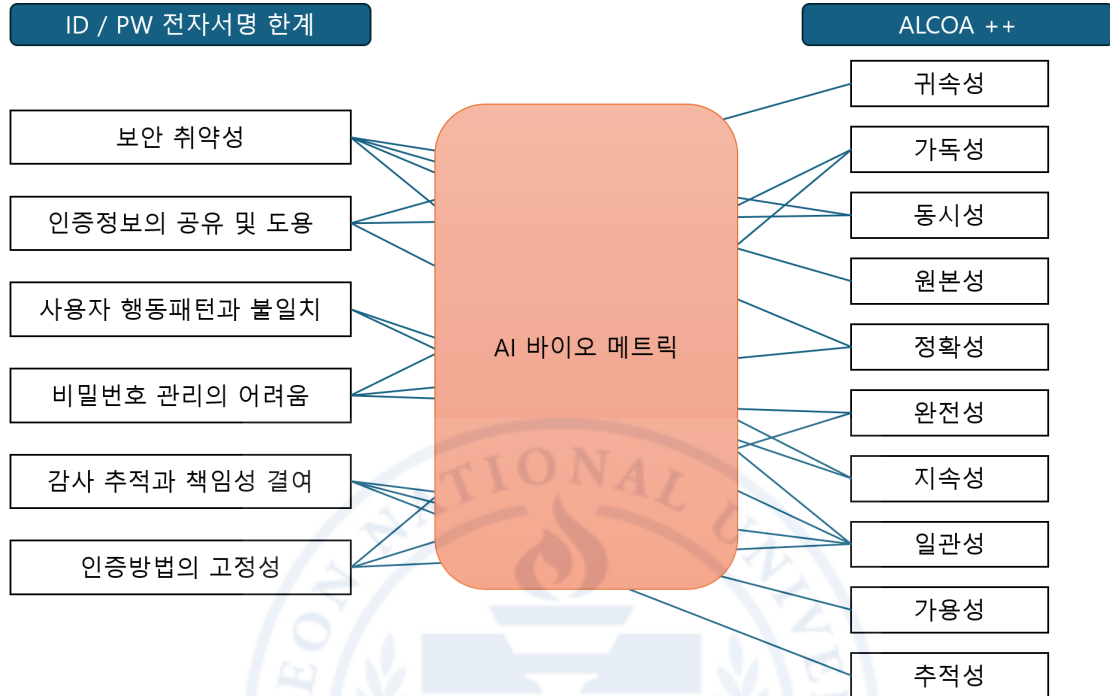 ID / PW 전자서명 한계
ALCOA ++
보안 취약성
인증정보의 공유 및 도용
사용자 행동패턴과 불일치
비밀번호 관리의 어려움
감사 추적과 책임성 결여
인증방법의 고정성
AI 바이오 메트릭
귀속성
가독성
동시성
원본성
정확성
완전성
지속성
일관성
가용성
추적성
EON NATIONAL UNIVER